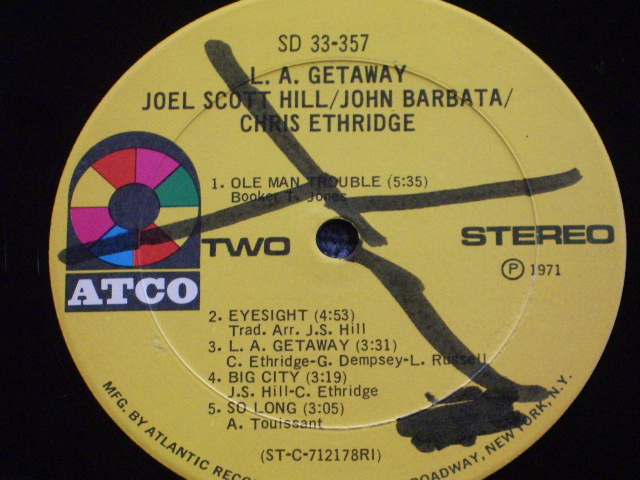 SD 33-357
L. A. GETAWAY
JOEL SCOTT HILL/JOHN BARBATA/
CHRIS ETHRIDGE
1. OLE MAN TROUBLE (5:35)
Booker T. Jones
TWO
STEREO
ATCO
Ⓟ 1971
2. EYESIGHT (4:53)
Trad. Arr. J.S. Hill
3. L. A. GETAWAY (3:31)
C. Ethridge-G. Dempsey-L. Russell
4. BIG CITY (3:19)
J.S. Hill-C. Ethridge
5. SO LONG (3:05)
A. Touissant
(ST-C-712178RI)
MFG. BY ATLANTIC RECO
ROADWAY, NEW YORK, N.Y.